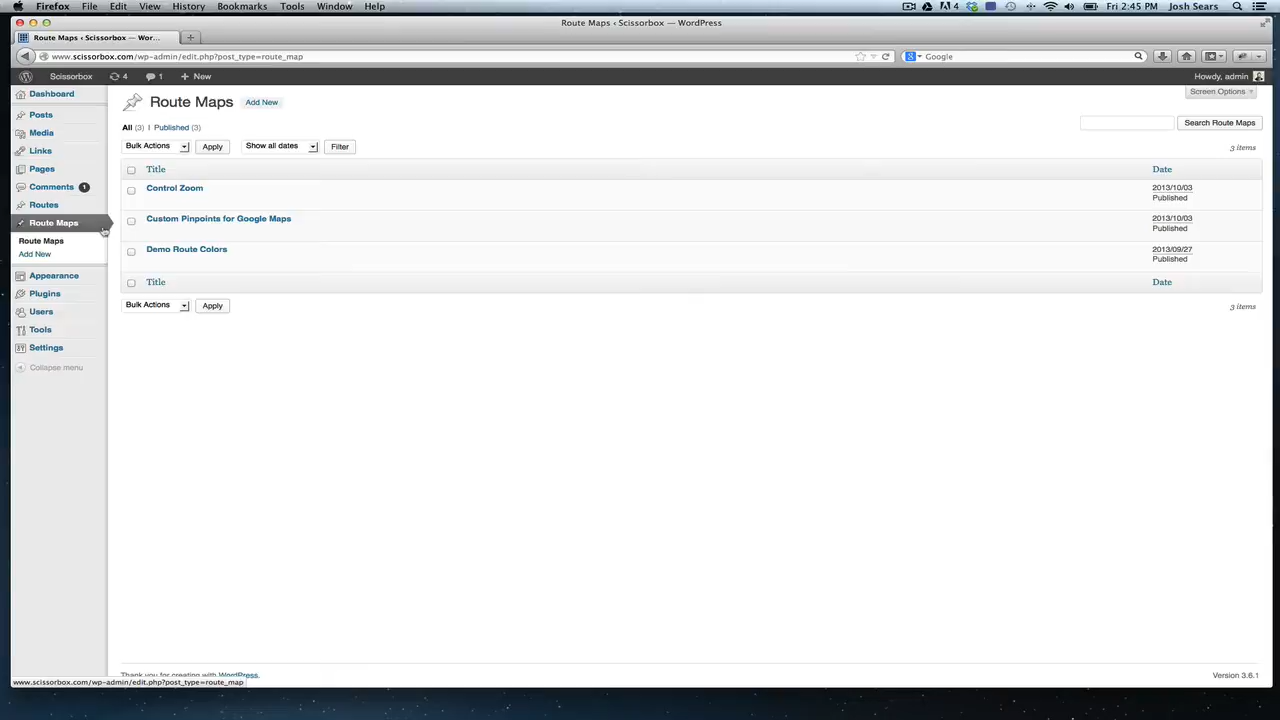 Firefox File Edit View History Bookmarks Tools Window Help 4 Fri 2:45 PM Josh Sears
Route Maps ‹ Scissorbox — WordPress
Route Maps ‹ Scissorbox — Wor... +
www.scissorbox.com/wp-admin/edit.php?post_type=route_map Google
Scissorbox 4 1 + New Howdy, admin
Dashboard
Posts
Media
Links
Pages
Comments 1
Routes
Route Maps
Route Maps
Add New
Appearance
Plugins
Users
Tools
Settings
Collapse menu
Route Maps Add New
Screen Options
All (3) | Published (3)
Search Route Maps
Bulk Actions Apply Show all dates Filter
3 items
Title Date
Control Zoom 2013/10/03
Published
Custom Pinpoints for Google Maps 2013/10/03
Published
Demo Route Colors 2013/09/27
Published
Title Date
Bulk Actions Apply
3 items
Thank you for creating with WordPress.
Version 3.6.1
www.scissorbox.com/wp-admin/edit.php?post_type=route_map